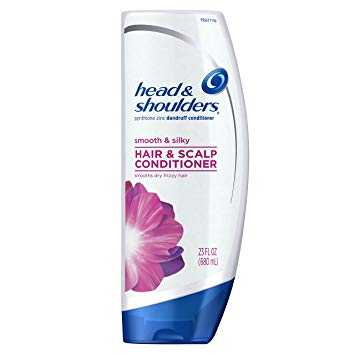 head &
shoulders
pyrithione zinc dandruff conditioner
smooth & silky
HAIR & SCALP
CONDITIONER
smooths dry frizzy hair
23 FL OZ
(680 mL)